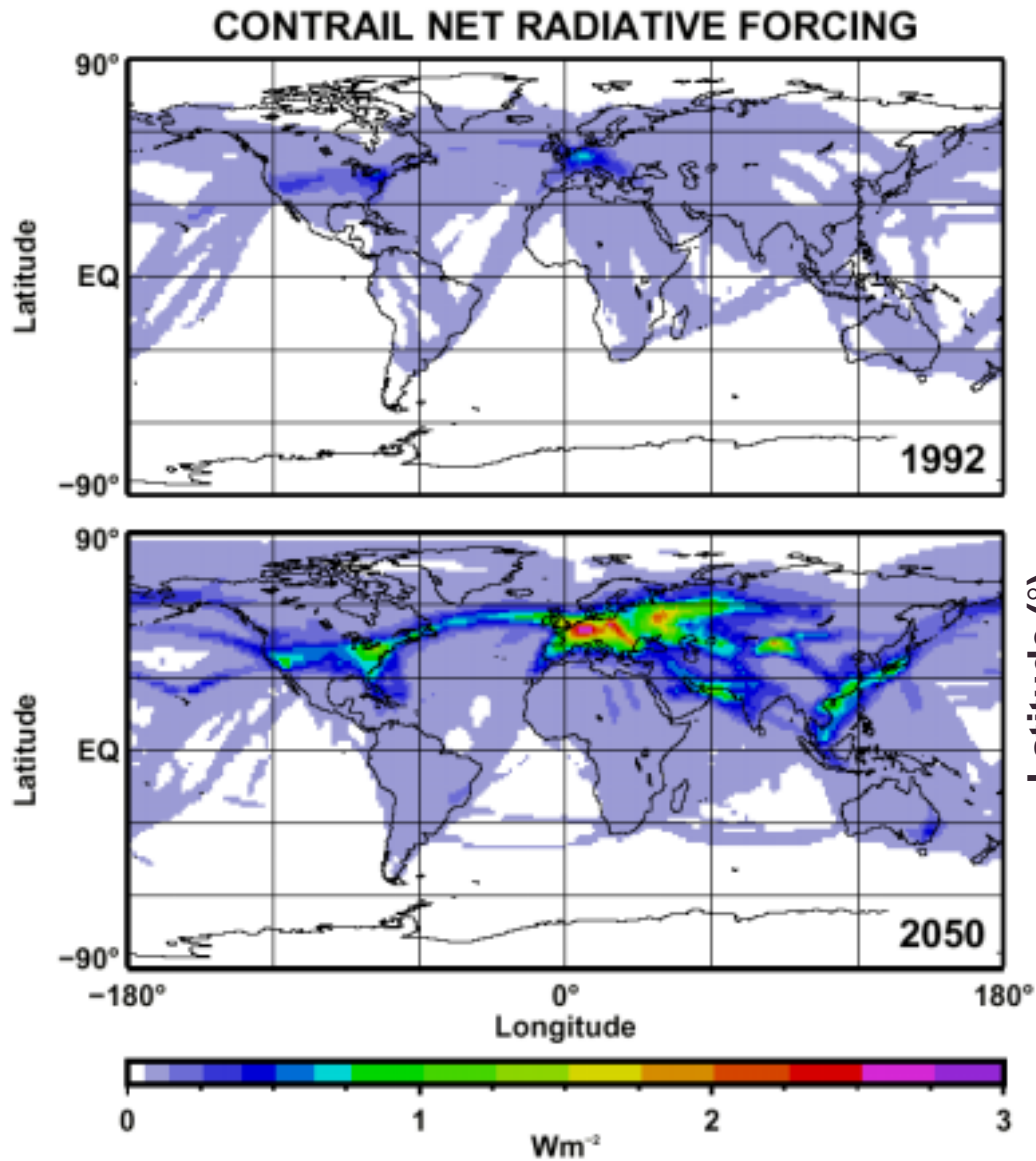 CONTRAIL NET RADIATIVE FORCING
90°
Latitude
EQ
1992
−90°
90°
Latitude
EQ
2050
−90°
−180°
0°
180°
Longitude
0
1
2
3
Wm⁻²